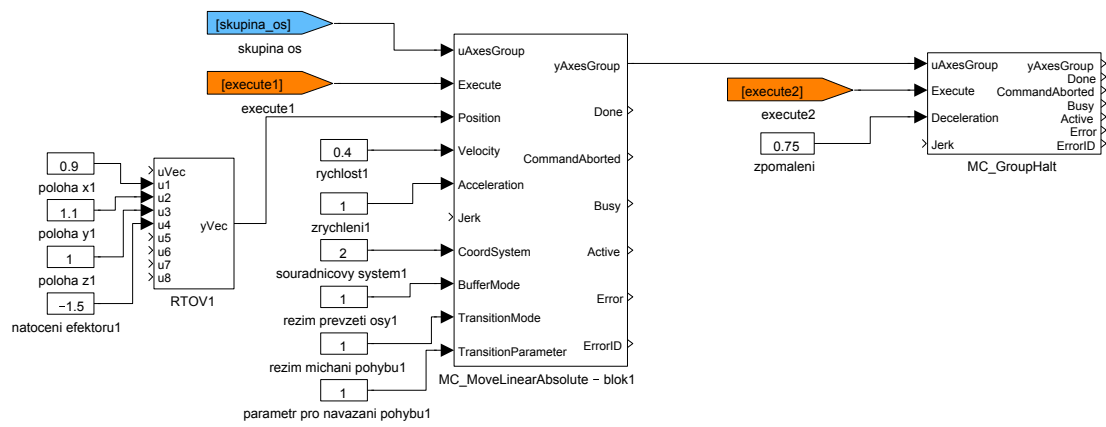 [skupina_os]
skupina os
[execute1]
execute1
0.9
poloha x1
1.1
poloha y1
1
poloha z1
−1.5
natoceni efektoru1
uVec
u1
u2
u3
u4
u5
u6
u7
u8
yVec
RTOV1
0.4
rychlost1
1
zrychleni1
2
souradnicovy system1
1
rezim prevzeti osy1
1
rezim michani pohybu1
1
parametr pro navazani pohybu1
uAxesGroup
Execute
Position
Velocity
Acceleration
Jerk
CoordSystem
BufferMode
TransitionMode
TransitionParameter
yAxesGroup
Done
CommandAborted
Busy
Active
Error
ErrorID
MC_MoveLinearAbsolute − blok1
[execute2]
execute2
0.75
zpomaleni
uAxesGroup
Execute
Deceleration
Jerk
yAxesGroup
Done
CommandAborted
Busy
Active
Error
ErrorID
MC_GroupHalt